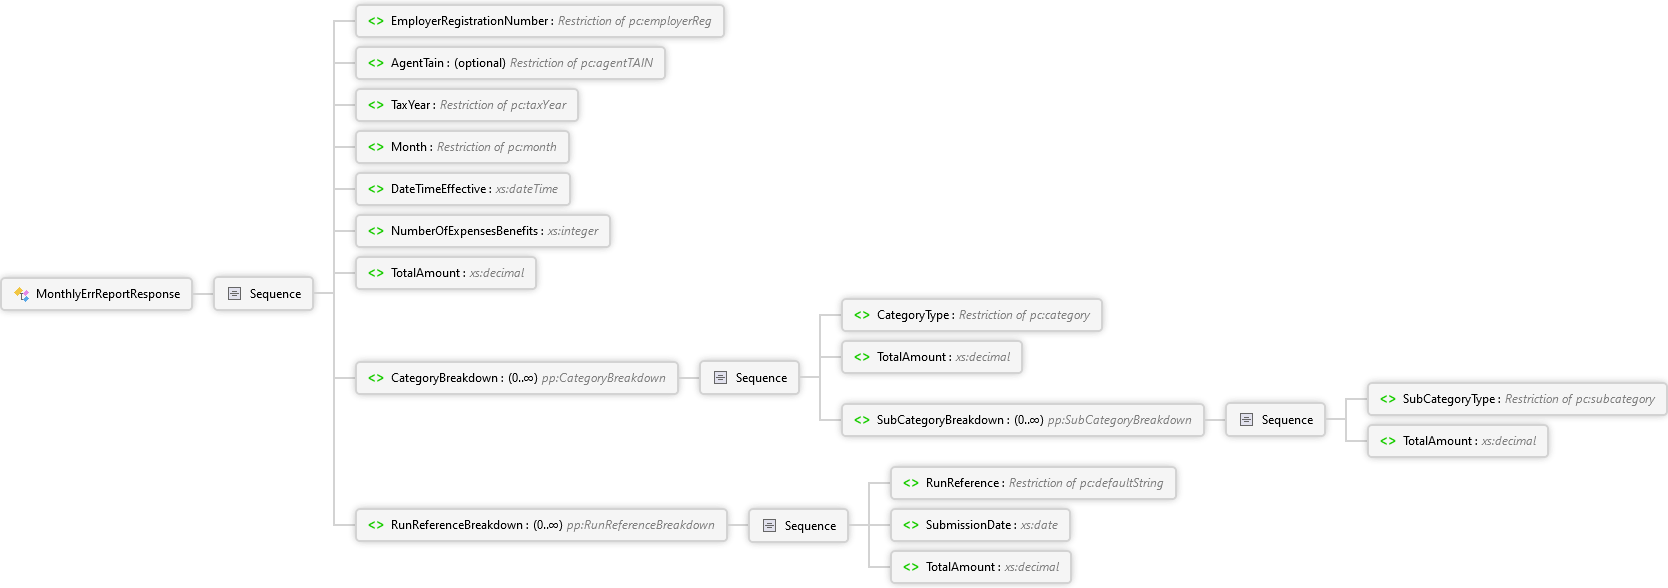 EmployerRegistrationNumber : Restriction of pc:employerReg
AgentTain : (optional) Restriction of pc:agentTAIN
TaxYear : Restriction of pc:taxYear
Month : Restriction of pc:month
DateTimeEffective : xs:dateTime
NumberOfExpensesBenefits : xs:integer
TotalAmount : xs:decimal
MonthlyErrReportResponse
Sequence
CategoryBreakdown : (0..∞) pp:CategoryBreakdown
Sequence
CategoryType : Restriction of pc:category
TotalAmount : xs:decimal
SubCategoryBreakdown : (0..∞) pp:SubCategoryBreakdown
Sequence
SubCategoryType : Restriction of pc:subcategory
TotalAmount : xs:decimal
RunReferenceBreakdown : (0..∞) pp:RunReferenceBreakdown
Sequence
RunReference : Restriction of pc:defaultString
SubmissionDate : xs:date
TotalAmount : xs:decimal